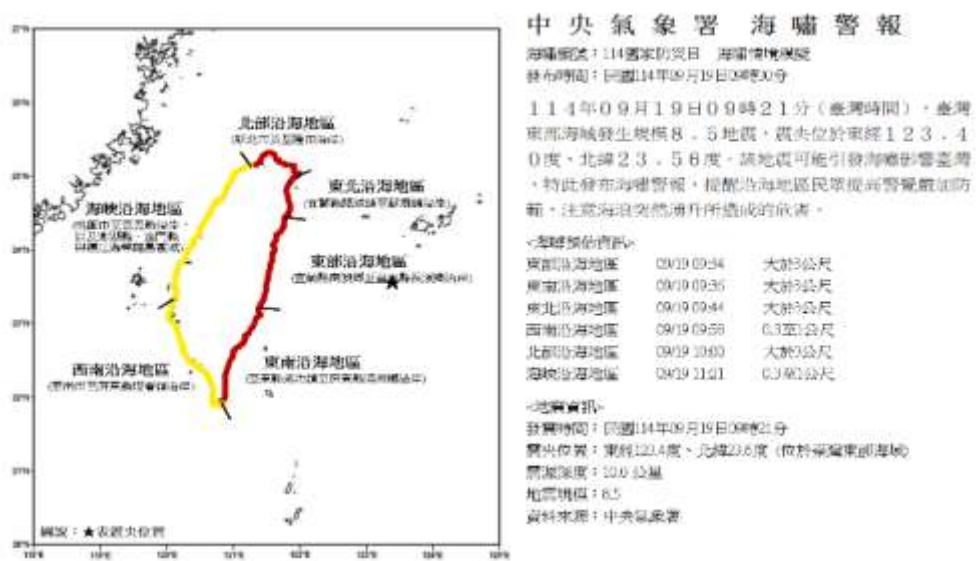 中央氣象署 海嘯警報
海嘯編號：114國家防災日 海嘯情境模擬
發布時間：民國114年09月19日09時30分
114年09月19日09時21分（臺灣時間），臺灣
東部海域發生規模8.5地震，震央位於東經123.4
0度、北緯23.56度。該地震可能引發海嘯影響臺灣
，特此發布海嘯警報，提醒沿海地區民眾提高警覺嚴加防
範，注意海浪突然湧升所造成的危害。
<海嘯預估資訊>
東部沿海地區 09/19 09:34 大於3公尺
東南沿海地區 09/19 09:36 大於3公尺
東北沿海地區 09/19 09:44 大於3公尺
西南沿海地區 09/19 09:58 0.3至1公尺
北部沿海地區 09/19 10:00 大於3公尺
海峽沿海地區 09/19 11:21 0.3至1公尺
<地震資訊>
發震時間：民國114年09月19日09時21分
震央位置：東經123.4度、北緯23.6度 (位於臺灣東部海域)
震源深度：10.0 公里
地震規模：8.5
資料來源：中央氣象署
北部沿海地區
東北沿海地區
海峽沿海地區
東部沿海地區
東南沿海地區
西南沿海地區
圖說：★表震央位置